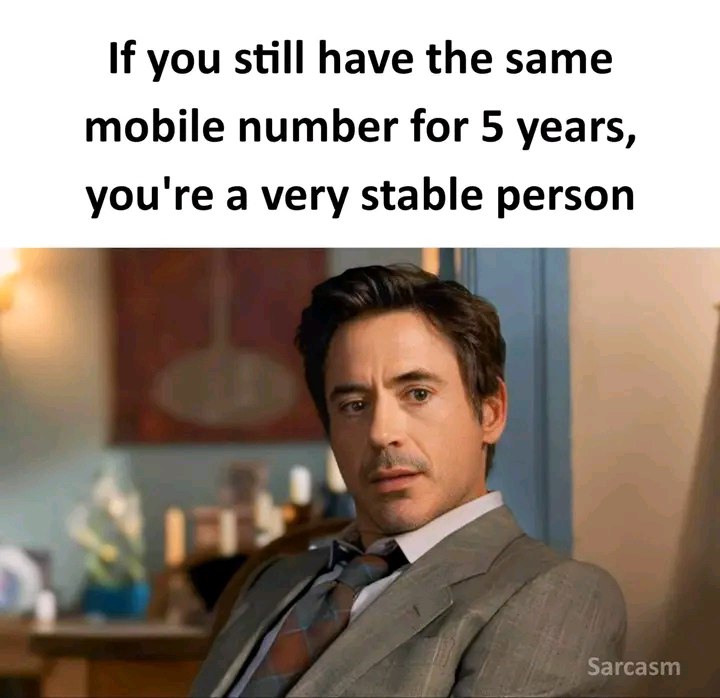 If you still have the same
mobile number for 5 years,
you're a very stable person
Sarcasm